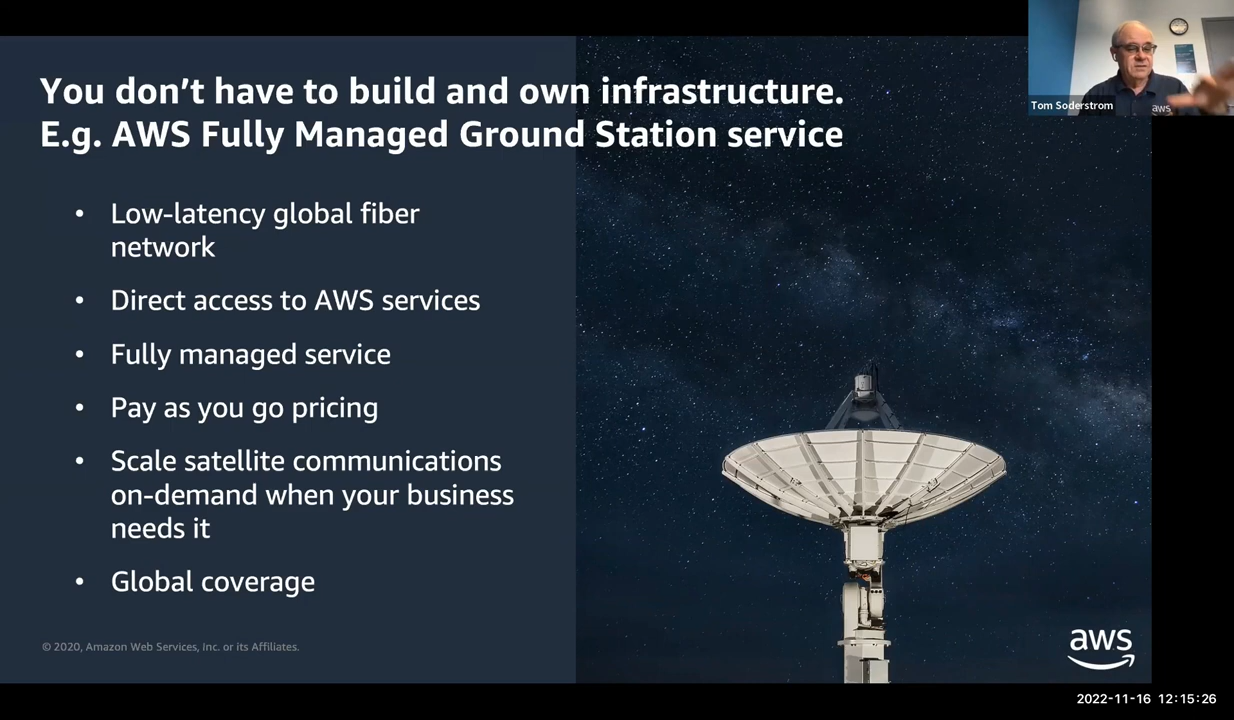 You don't have to build and own infrastructure.
E.g. AWS Fully Managed Ground Station service
• Low-latency global fiber
network
• Direct access to AWS services
• Fully managed service
• Pay as you go pricing
• Scale satellite communications
on-demand when your business
needs it
• Global coverage
© 2020, Amazon Web Services, Inc. or its Affiliates.
aws
Tom Soderstrom
aws
2022-11-16 12:15:26